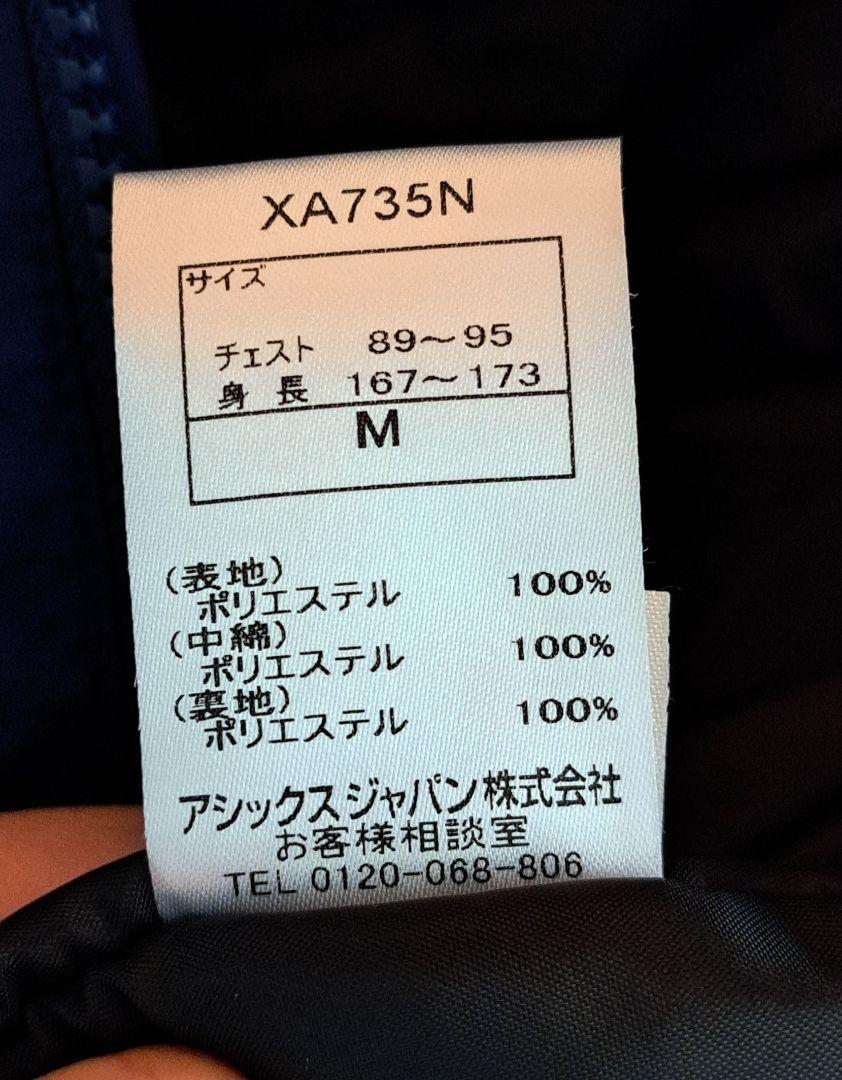 XA735N
サイズ
チェスト 89～95
身長 167～173
M
(表地)
ポリエステル 100%
(中綿)
ポリエステル 100%
(裏地)
ポリエステル 100%
アシックスジャパン株式会社
お客様相談室
TEL 0120-068-806